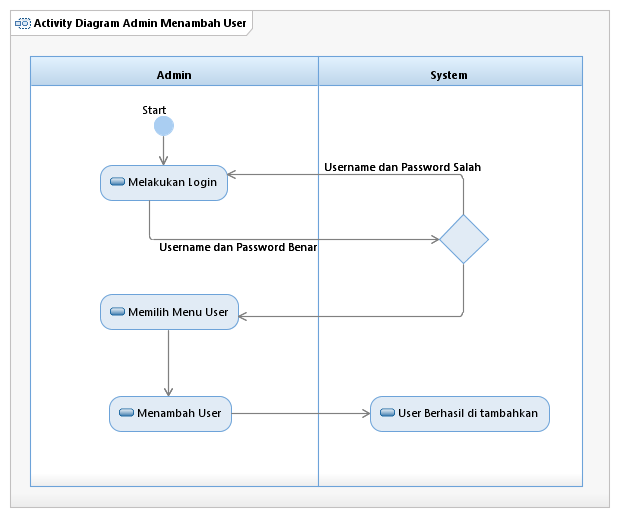 Activity Diagram Admin Menambah User
Admin
System
Start
Username dan Password Salah
Melakukan Login
Username dan Password Benar
Memilih Menu User
Menambah User
User Berhasil di tambahkan